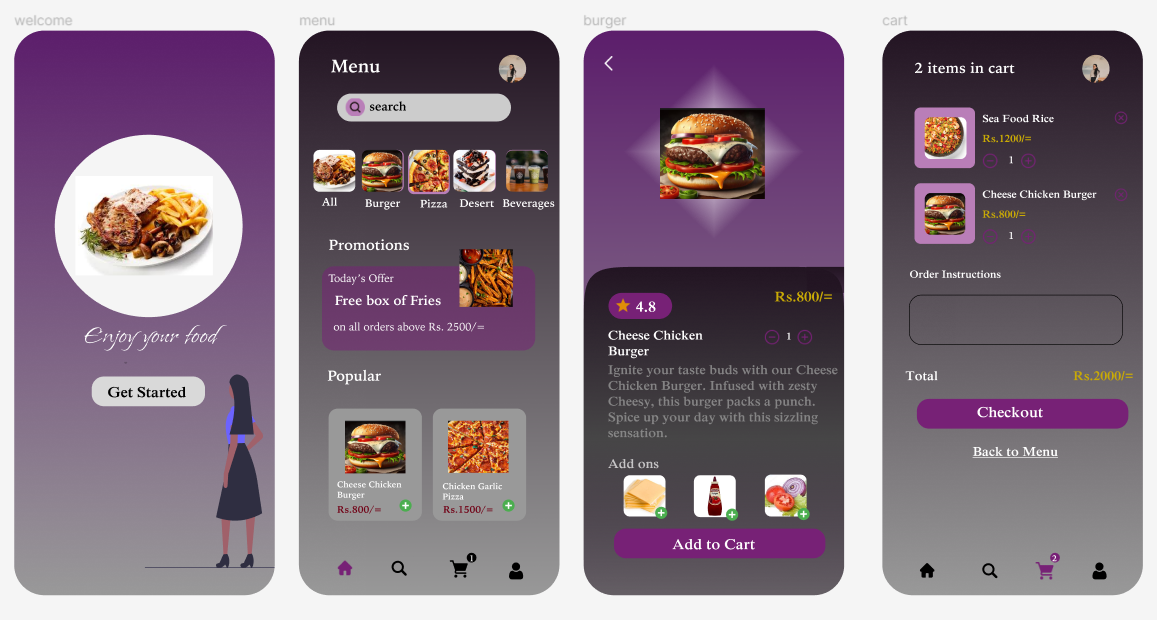 welcome
Enjoy your food
Get Started
menu
Menu
search
All
Burger
Pizza
Desert
Beverages
Promotions
Today's Offer
Free box of Fries
on all orders above Rs. 2500/=
Popular
Cheese Chicken
Burger
Rs.800/=
Chicken Garlic
Pizza
Rs.1500/=
1
burger
4.8
Rs.800/=
Cheese Chicken
Burger
1
Ignite your taste buds with our Cheese
Chicken Burger. Infused with zesty
Cheesy, this burger packs a punch.
Spice up your day with this sizzling
sensation.
Add ons
Add to Cart
cart
2 items in cart
Sea Food Rice
Rs.1200/=
1
Cheese Chicken Burger
Rs.800/=
1
Order Instructions
Total
Rs.2000/=
Checkout
Back to Menu
2